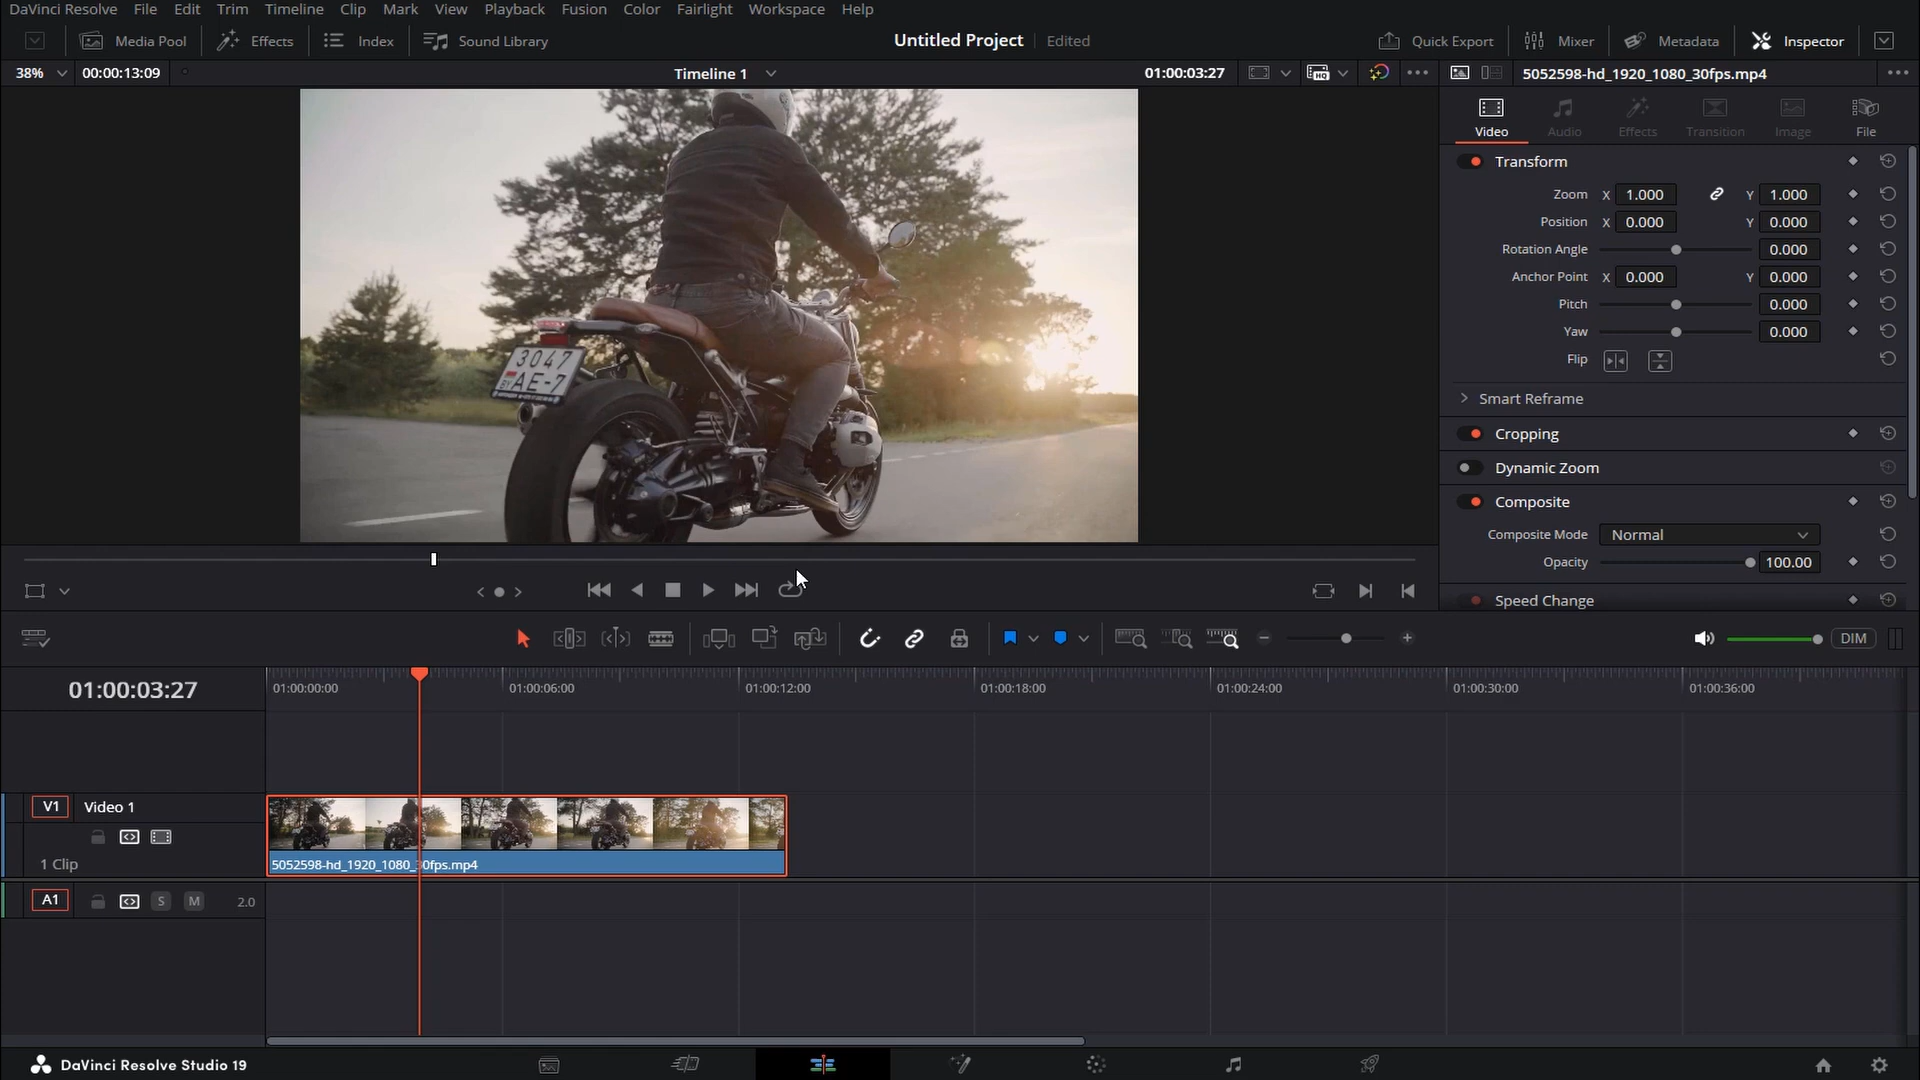 DaVinci Resolve File Edit Trim Timeline Clip Mark View Playback Fusion Color Fairlight Workspace Help
Media Pool Effects Index Sound Library Untitled Project Edited Quick Export Mixer Metadata Inspector
38% 00:00:13:09 Timeline 1 01:00:03:27 HQ 5052598-hd_1920_1080_30fps.mp4
Video Audio Effects Transition Image File
Transform
Zoom X 1.000 Y 1.000
Position X 0.000 Y 0.000
Rotation Angle 0.000
Anchor Point X 0.000 Y 0.000
Pitch 0.000
Yaw 0.000
Flip
Smart Reframe
Cropping
Dynamic Zoom
Composite
Composite Mode Normal
Opacity 100.00
Speed Change
3047
BY AE-7
DIM
01:00:03:27 01:00:00:00 01:00:06:00 01:00:12:00 01:00:18:00 01:00:24:00 01:00:30:00 01:00:36:00
V1 Video 1
1 Clip 5052598-hd_1920_1080_30fps.mp4
A1 S M 2.0
DaVinci Resolve Studio 19